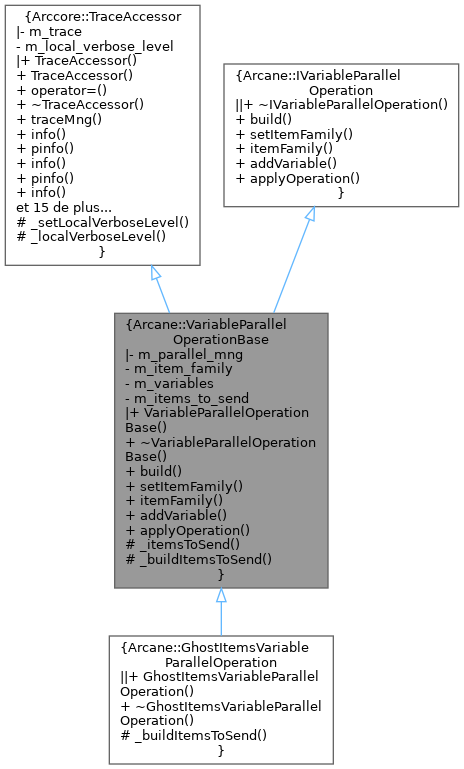 {Arccore::TraceAccessor
|- m_trace
- m_local_verbose_level
|+ TraceAccessor()
+ TraceAccessor()
+ operator=()
+ ~TraceAccessor()
+ traceMng()
+ info()
+ pinfo()
+ info()
+ pinfo()
+ info()
et 15 de plus...
# _setLocalVerboseLevel()
# _localVerboseLevel()
}
{Arcane::IVariableParallel
Operation
||+ ~IVariableParallelOperation()
+ build()
+ setItemFamily()
+ itemFamily()
+ addVariable()
+ applyOperation()
}
{Arcane::VariableParallel
OperationBase
|- m_parallel_mng
- m_item_family
- m_variables
- m_items_to_send
|+ VariableParallelOperation
Base()
+ ~VariableParallelOperation
Base()
+ build()
+ setItemFamily()
+ itemFamily()
+ addVariable()
+ applyOperation()
# _itemsToSend()
# _buildItemsToSend()
}
{Arcane::GhostItemsVariable
ParallelOperation
||+ GhostItemsVariableParallel
Operation()
+ ~GhostItemsVariableParallel
Operation()
# _buildItemsToSend()
}